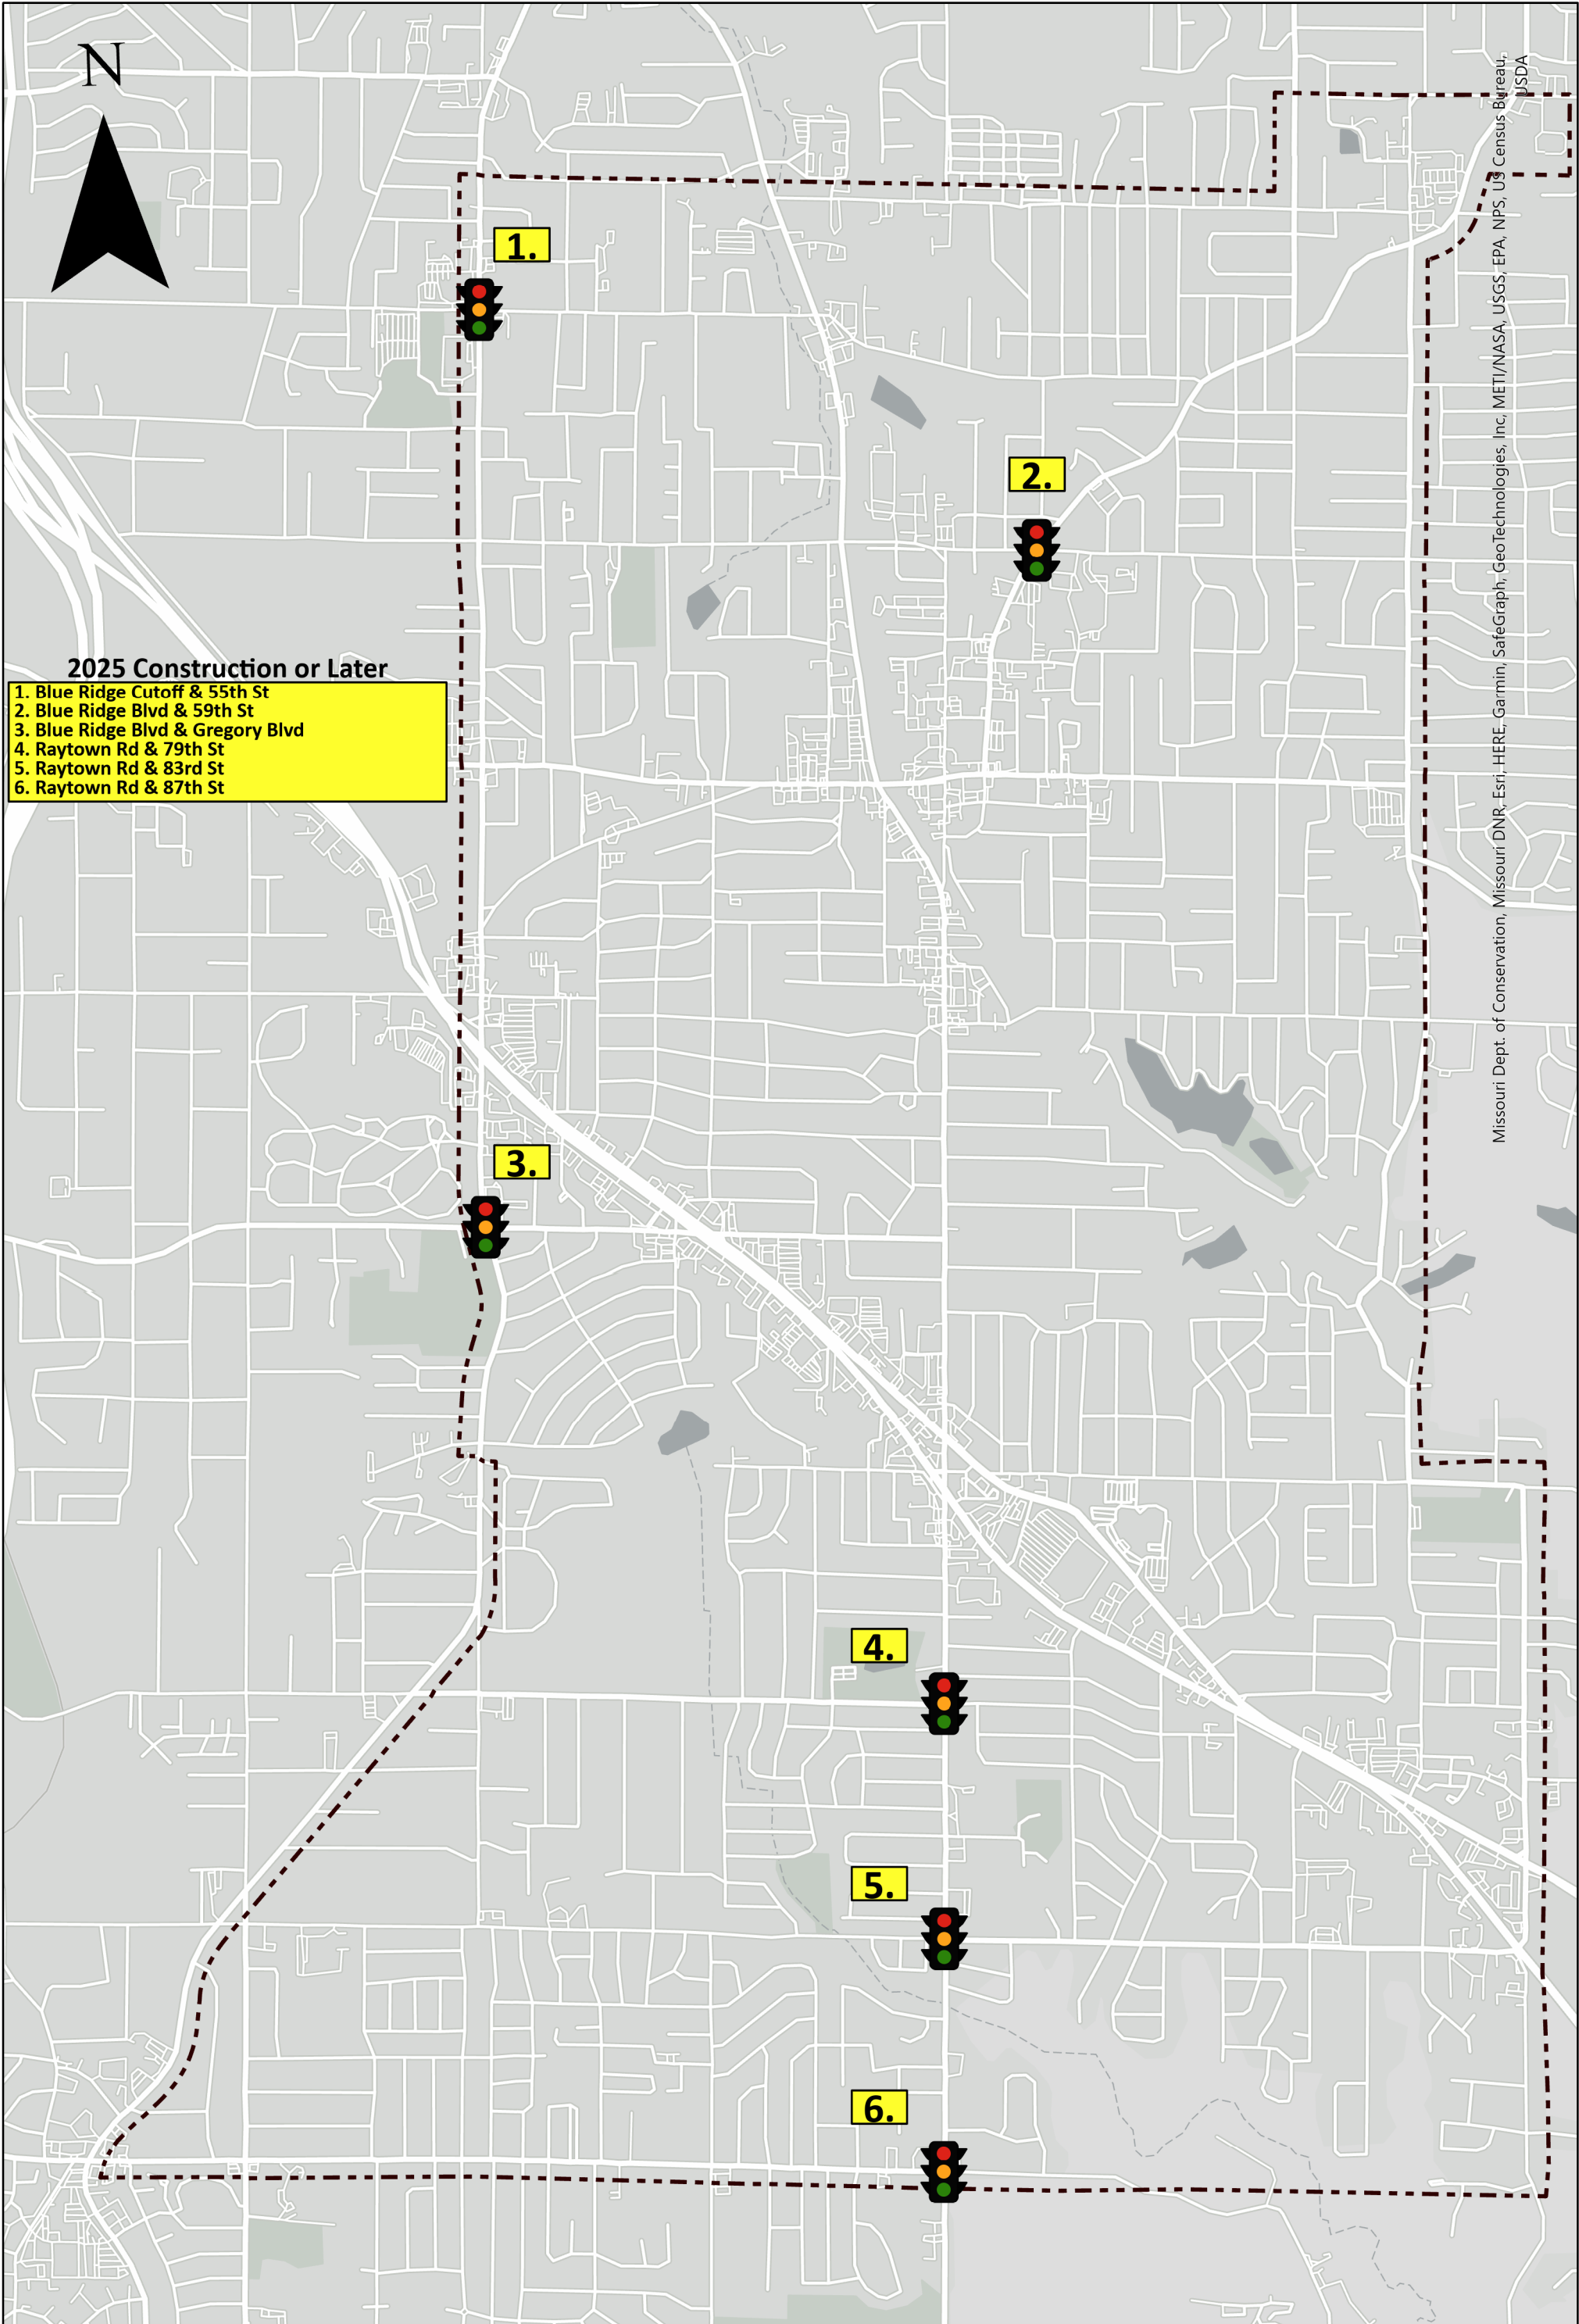 N
Missouri Dept. of Conservation, Missouri DNR, Esri, HERE, Garmin, SafeGraph, GeoTechnologies, Inc, METI/NASA, USGS, EPA, NPS, US Census Bureau,
USDA
1.
2.
2025 Construction or Later
1. Blue Ridge Cutoff & 55th St
2. Blue Ridge Blvd & 59th St
3. Blue Ridge Blvd & Gregory Blvd
4. Raytown Rd & 79th St
5. Raytown Rd & 83rd St
6. Raytown Rd & 87th St
3.
4.
5.
6.